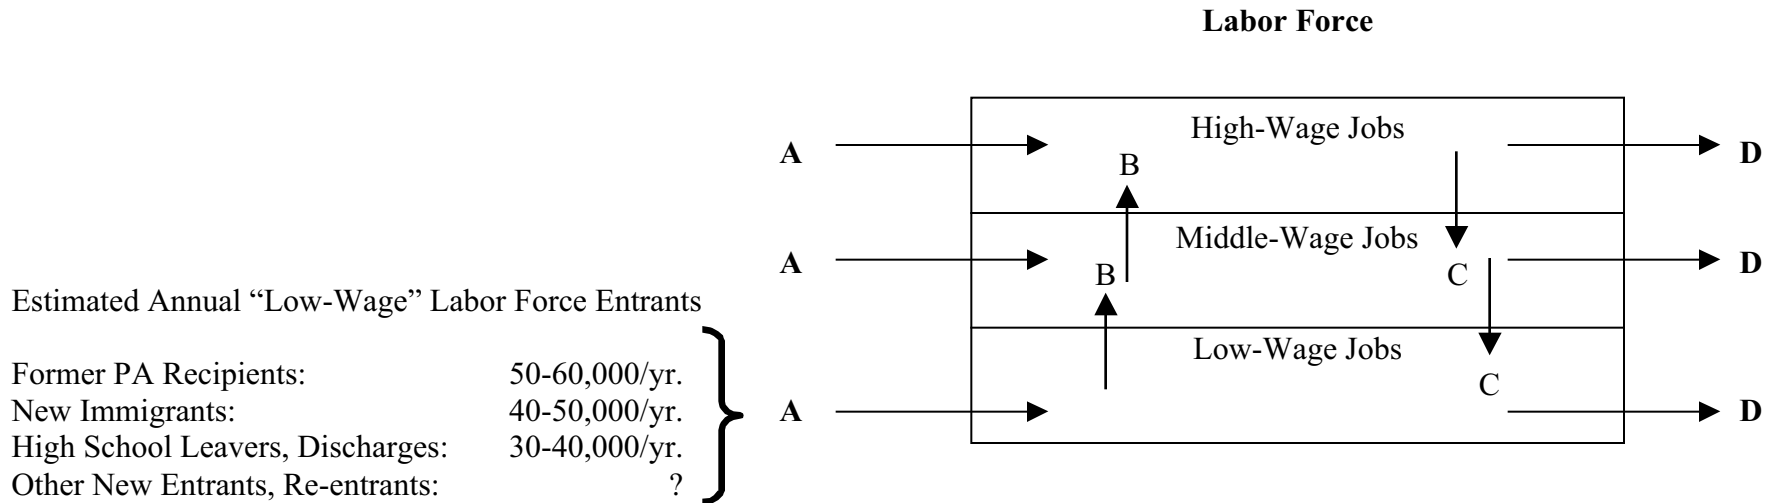 Labor Force
A High-Wage Jobs D
B
A Middle-Wage Jobs D
B C
Estimated Annual “Low-Wage” Labor Force Entrants
Low-Wage Jobs
Former PA Recipients: 50-60,000/yr.
C
New Immigrants: 40-50,000/yr. A D
High School Leavers, Discharges: 30-40,000/yr.
Other New Entrants, Re-entrants: ?